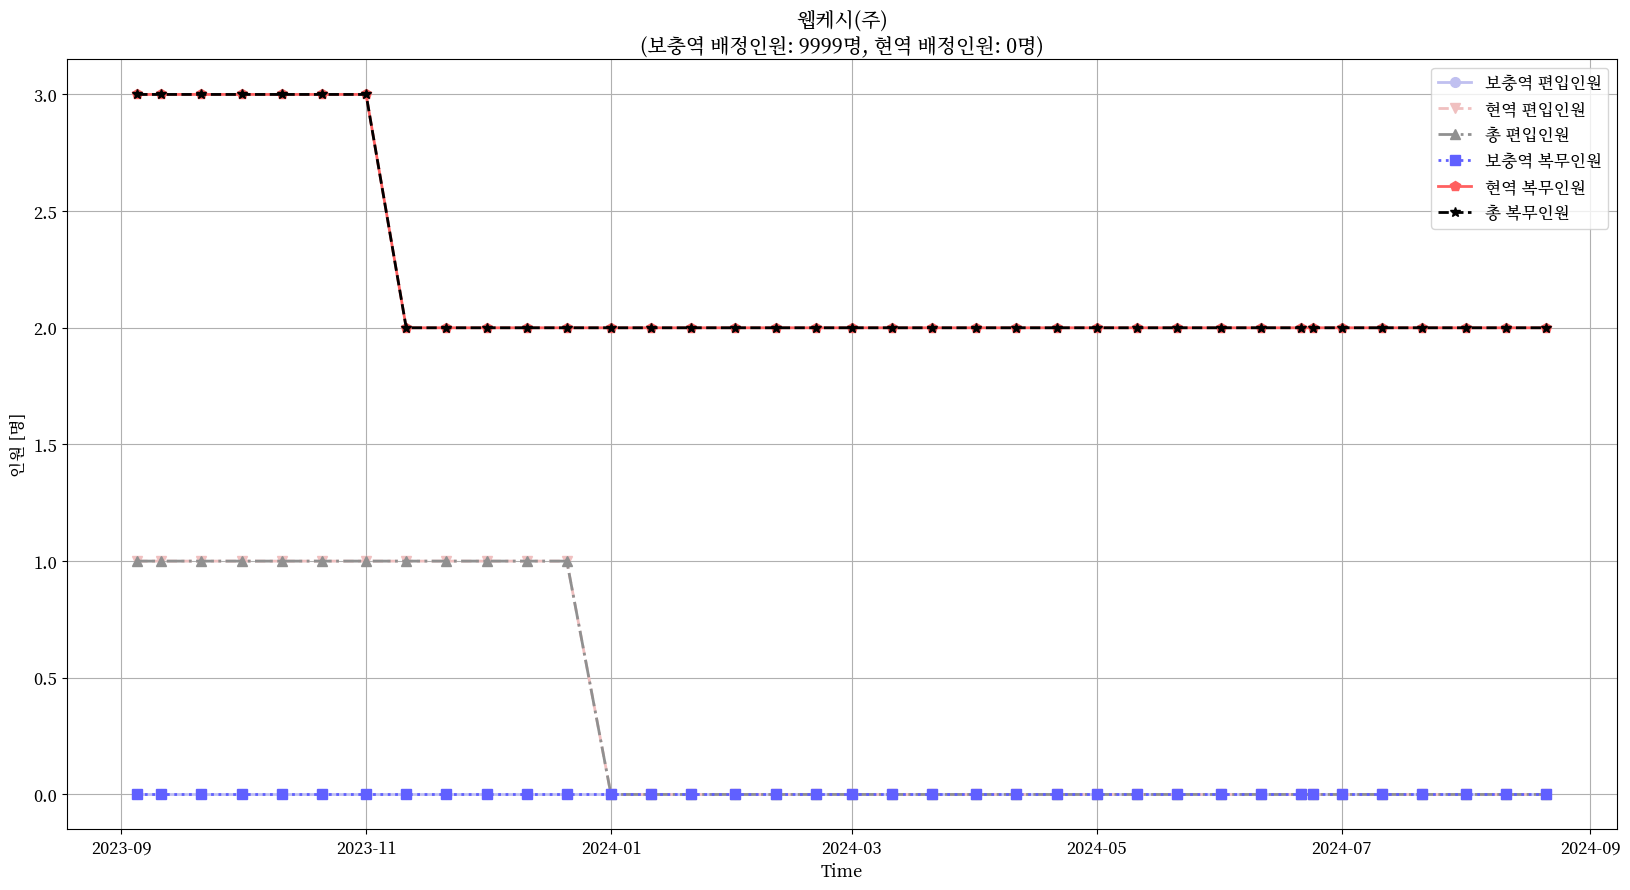 웹케시(주)
(보충역 배정인원: 9999명, 현역 배정인원: 0명)
보충역 편입인원
현역 편입인원
총 편입인원
보충역 복무인원
현역 복무인원
총 복무인원
인원 [명]
3.0
2.5
2.0
1.5
1.0
0.5
0.0
2023-09 2023-11 2024-01 2024-03 2024-05 2024-07 2024-09
Time